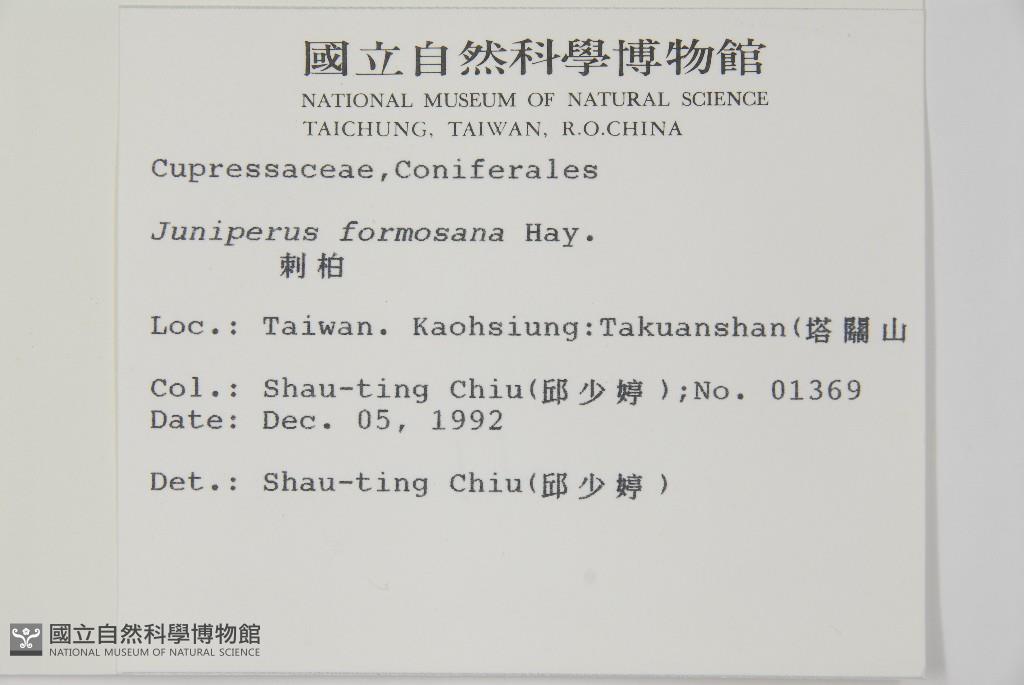 國立自然科學博物館
NATIONAL MUSEUM OF NATURAL SCIENCE
TAICHUNG, TAIWAN, R.O.CHINA
Cupressaceae,Coniferales
Juniperus formosana Hay.
刺柏
Loc.: Taiwan. Kaohsiung:Takuanshan(塔關山
Col.: Shau-ting Chiu(邱少婷);No. 01369
Date: Dec. 05, 1992
Det.: Shau-ting Chiu(邱少婷)
國立自然科學博物館
NATIONAL MUSEUM OF NATURAL SCIENCE